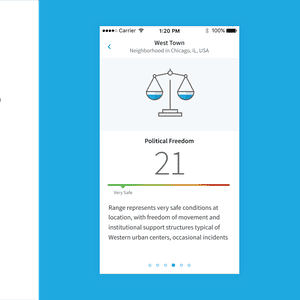 Carrier 1:20 PM 100%
West Town
Neighborhood in Chicago, IL, USA
Political Freedom
21
Very Safe
Range represents very safe conditions at
location, with freedom of movement and
institutional support structures typical of
Western urban centers, occasional incidents